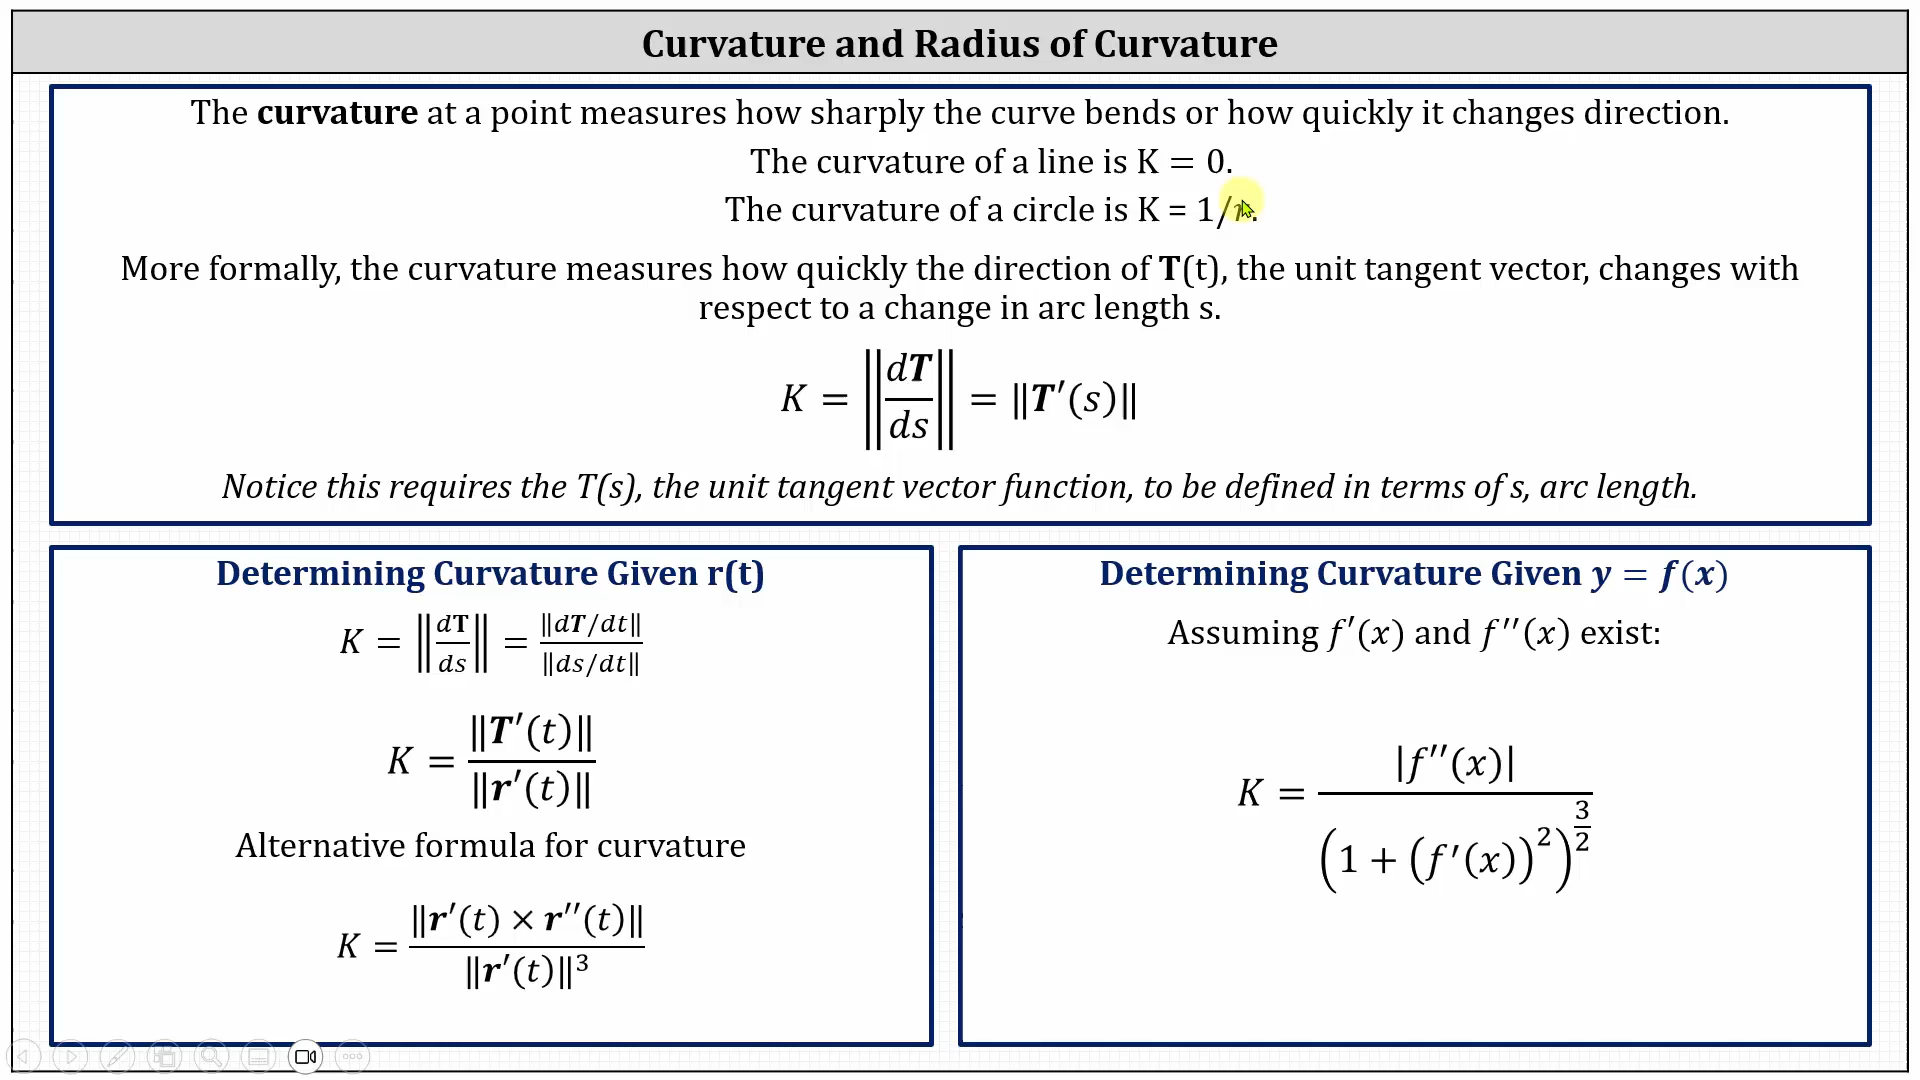 Curvature and Radius of Curvature
The curvature at a point measures how sharply the curve bends or how quickly it changes direction.
The curvature of a line is K = 0.
The curvature of a circle is K = 1/r.
More formally, the curvature measures how quickly the direction of T(t), the unit tangent vector, changes with
respect to a change in arc length s.
K = ‖dT/ds‖ = ‖T′(s)‖
Notice this requires the T(s), the unit tangent vector function, to be defined in terms of s, arc length.
Determining Curvature Given r(t)
K = ‖dT/ds‖ = ‖dT/dt‖ / ‖ds/dt‖
K = ‖T′(t)‖ / ‖r′(t)‖
Alternative formula for curvature
K = ‖r′(t) × r′′(t)‖ / ‖r′(t)‖³
Determining Curvature Given y = f(x)
Assuming f′(x) and f′′(x) exist:
K = |f′′(x)| / (1 + (f′(x))²)^(3/2)